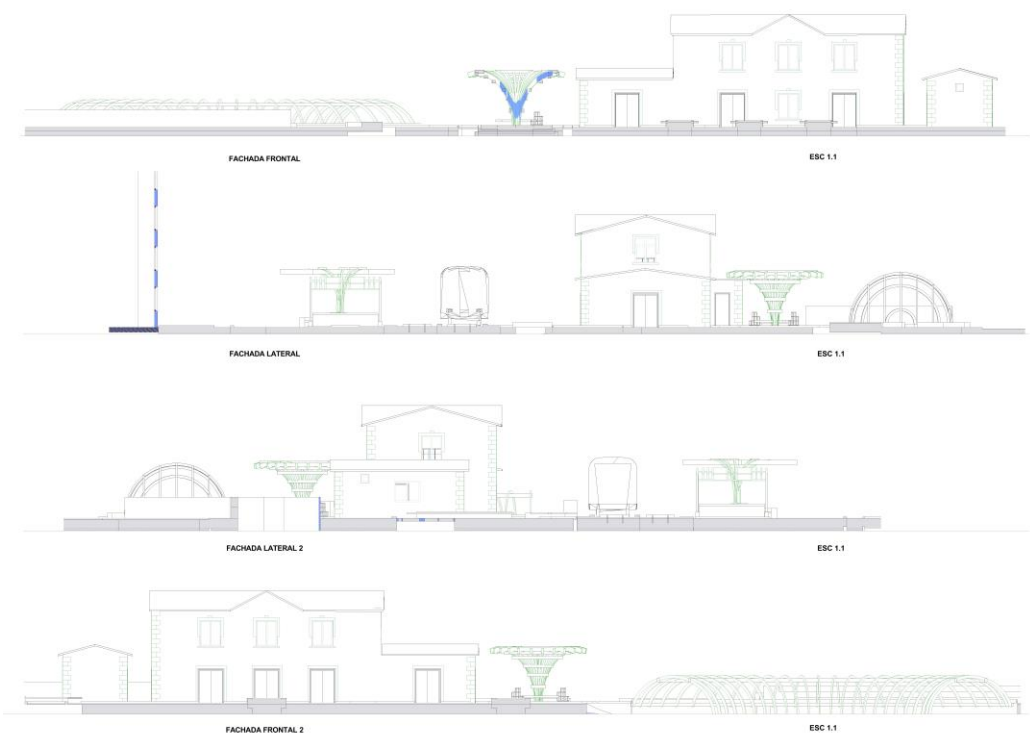 FACHADA FRONTAL ESC 1.1
FACHADA LATERAL ESC 1.1
FACHADA LATERAL 2 ESC 1.1
FACHADA FRONTAL 2 ESC 1.1